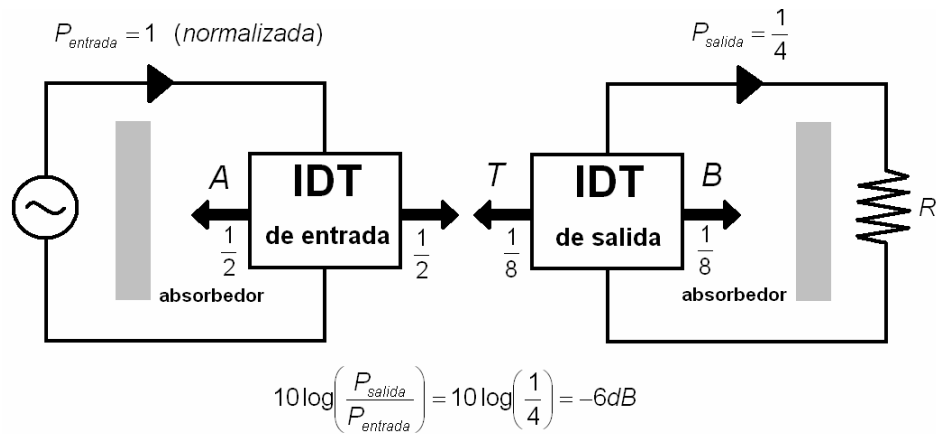 P_entrada = 1 (normalizada)
P_salida = 1/4
A
IDT
de entrada
1/2
1/2
absorbedor
T
IDT
de salida
B
1/8
1/8
absorbedor
R
10 log(P_salida/P_entrada) = 10 log(1/4) = -6dB